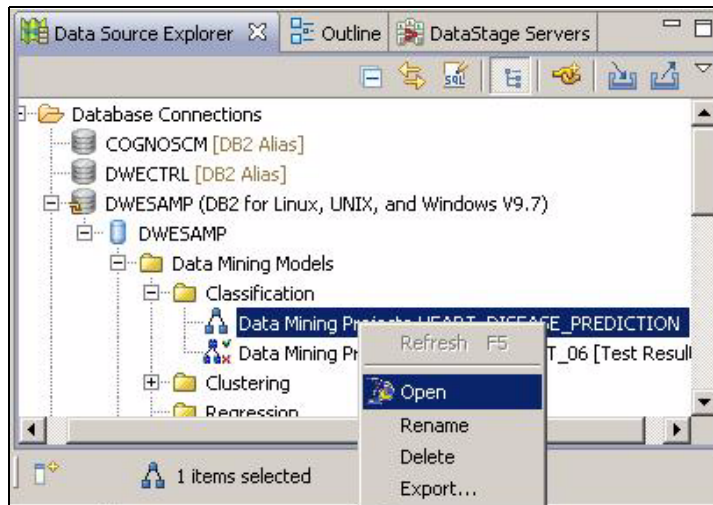 Data Source Explorer Outline DataStage Servers
SQL
Database Connections
COGNOSCM [DB2 Alias]
DWECTRL [DB2 Alias]
DWESAMP (DB2 for Linux, UNIX, and Windows V9.7)
DWESAMP
Data Mining Models
Classification
Data Mining Projects.HEART_DISEASE_PREDICTION
Data Mining Pr T_06 [Test Resul
Clustering
Regression
Refresh F5
Open
Rename
Delete
Export...
1 items selected